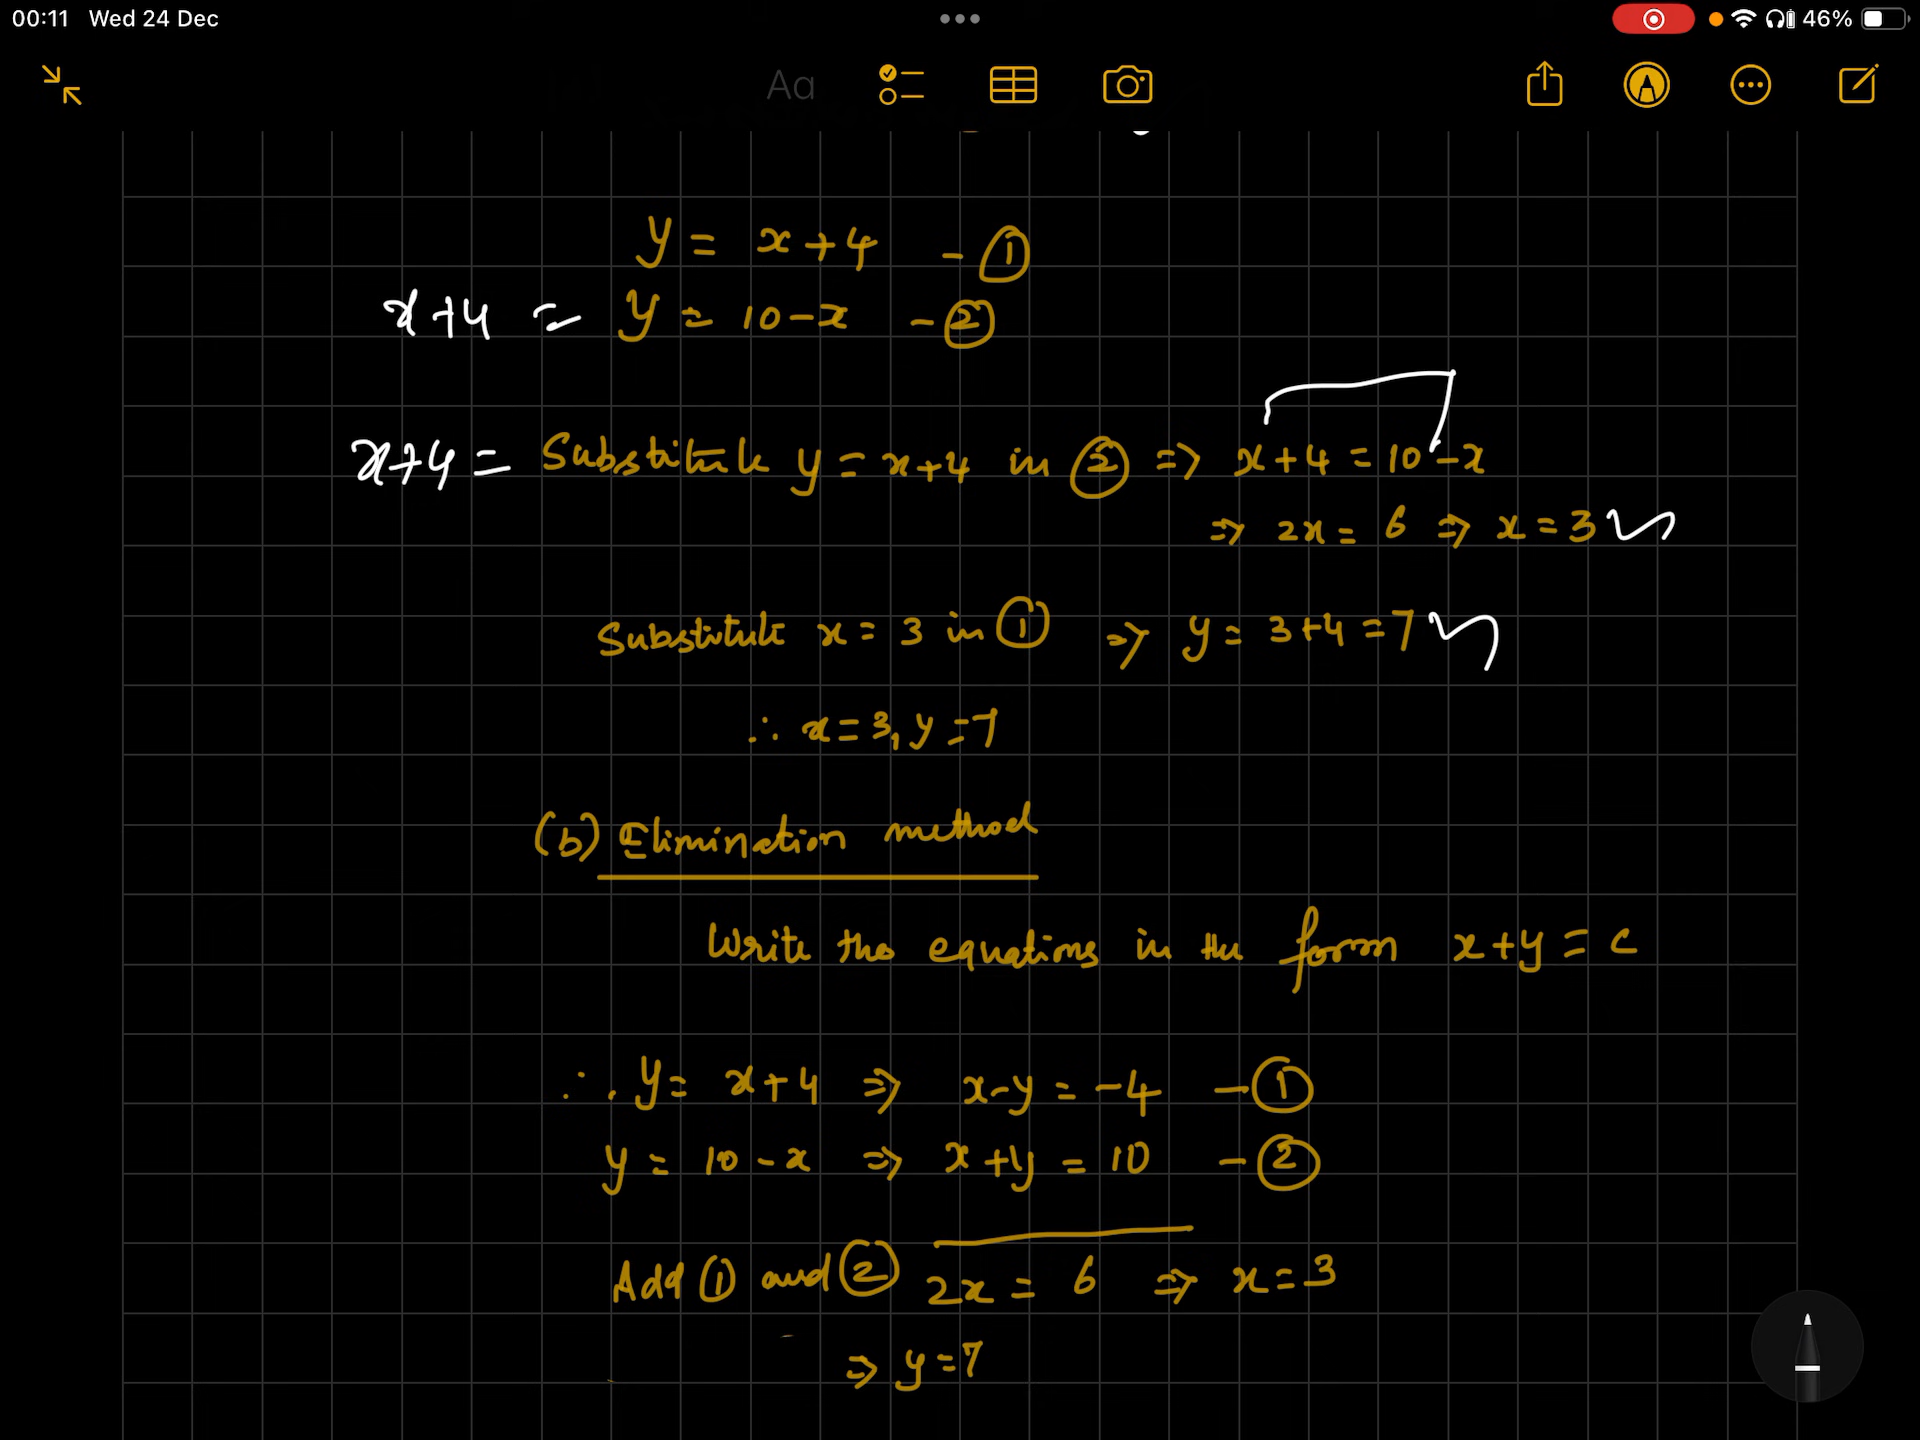 00:11 Wed 24 Dec
46%
Aa
y = x+4 - ①
x+4 = y = 10-x - ②
x+4 = Substitute y = x+4 in ② => x+4 = 10-x
=> 2x = 6 => x = 3
Substitute x = 3 in ① => y = 3+4 = 7
∴ x = 3, y = 7
(b) Elimination method
Write the equations in the form x+y = c
∴ y = x+4 => x-y = -4 - ①
y = 10-x => x+y = 10 - ②
Add ① and ② 2x = 6 => x = 3
=> y = 7